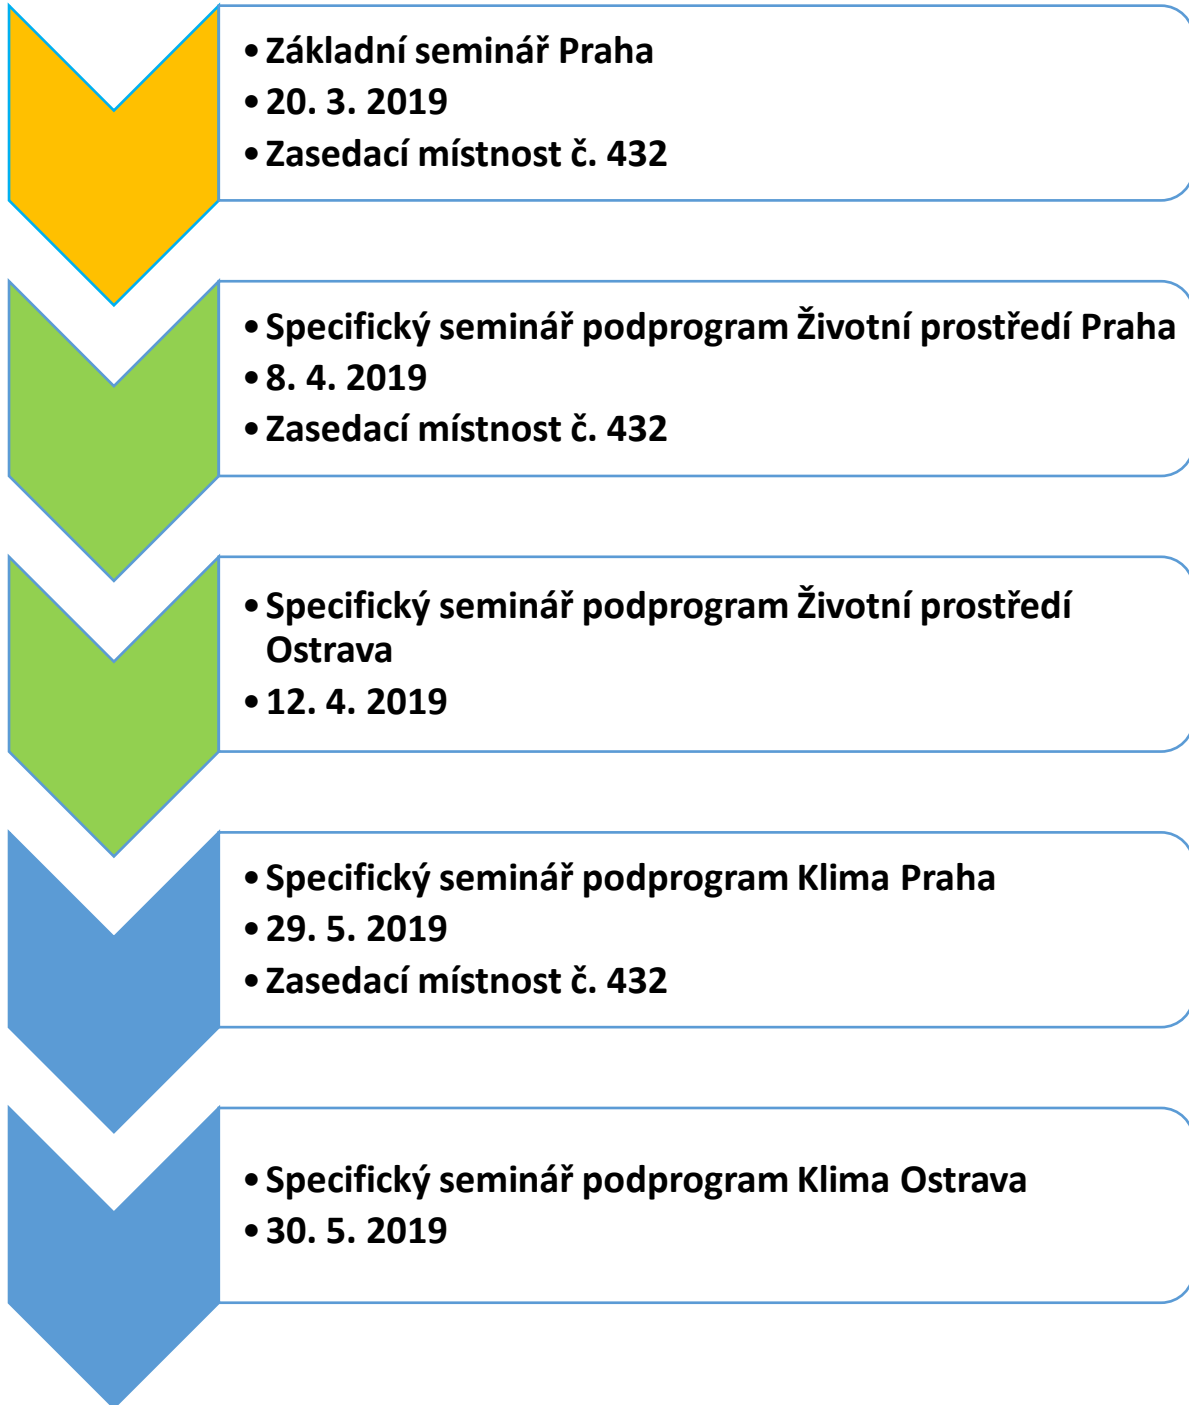 • Základní seminář Praha
• 20. 3. 2019
• Zasedací místnost č. 432
• Specifický seminář podprogram Životní prostředí Praha
• 8. 4. 2019
• Zasedací místnost č. 432
• Specifický seminář podprogram Životní prostředí
Ostrava
• 12. 4. 2019
• Specifický seminář podprogram Klima Praha
• 29. 5. 2019
• Zasedací místnost č. 432
• Specifický seminář podprogram Klima Ostrava
• 30. 5. 2019